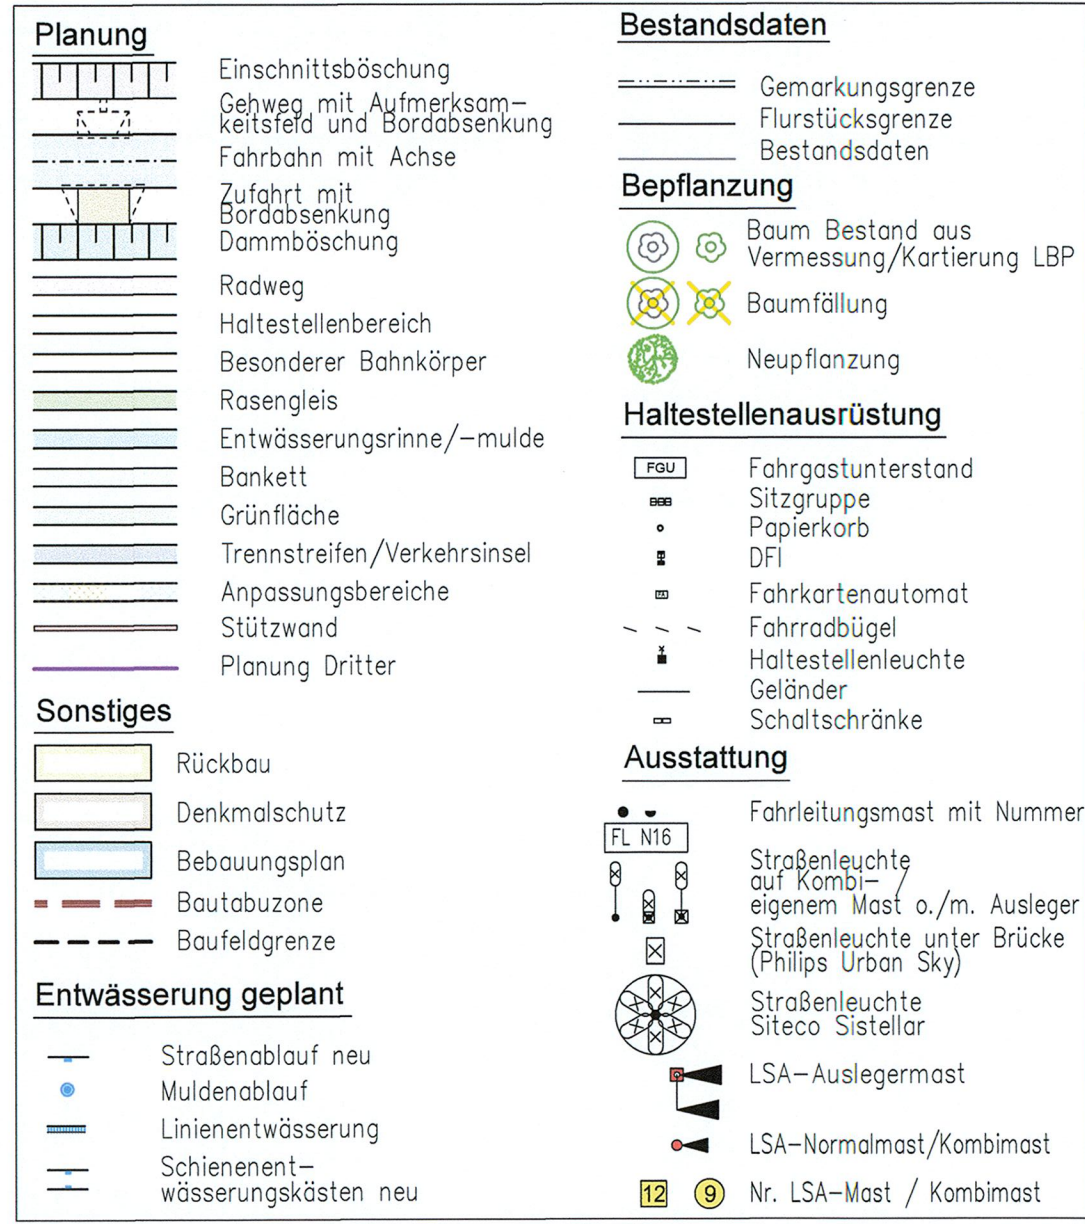 Planung
Einschnittsböschung
Gehweg mit Aufmerksam-
keitsfeld und Bordabsenkung
Fahrbahn mit Achse
Zufahrt mit
Bordabsenkung
Dammböschung
Radweg
Haltestellenbereich
Besonderer Bahnkörper
Rasengleis
Entwässerungsrinne/-mulde
Bankett
Grünfläche
Trennstreifen/Verkehrsinsel
Anpassungsbereiche
Stützwand
Planung Dritter
Sonstiges
Rückbau
Denkmalschutz
Bebauungsplan
Bautabuzone
Baufeldgrenze
Entwässerung geplant
Straßenablauf neu
Muldenablauf
Linienentwässerung
Schienenent-
wässerungskästen neu
Bestandsdaten
Gemarkungsgrenze
Flurstücksgrenze
Bestandsdaten
Bepflanzung
Baum Bestand aus
Vermessung/Kartierung LBP
Baumfällung
Neupflanzung
Haltestellenausrüstung
FGU Fahrgastunterstand
Sitzgruppe
Papierkorb
DFI
FA Fahrkartenautomat
Fahrradbügel
Haltestellenleuchte
Geländer
Schaltschränke
Ausstattung
Fahrleitungsmast mit Nummer
FL N16
Straßenleuchte
auf Kombi- /
eigenem Mast o./m. Ausleger
Straßenleuchte unter Brücke
(Philips Urban Sky)
Straßenleuchte
Siteco Sistellar
LSA-Auslegermast
LSA-Normalmast/Kombimast
12 9 Nr. LSA-Mast / Kombimast